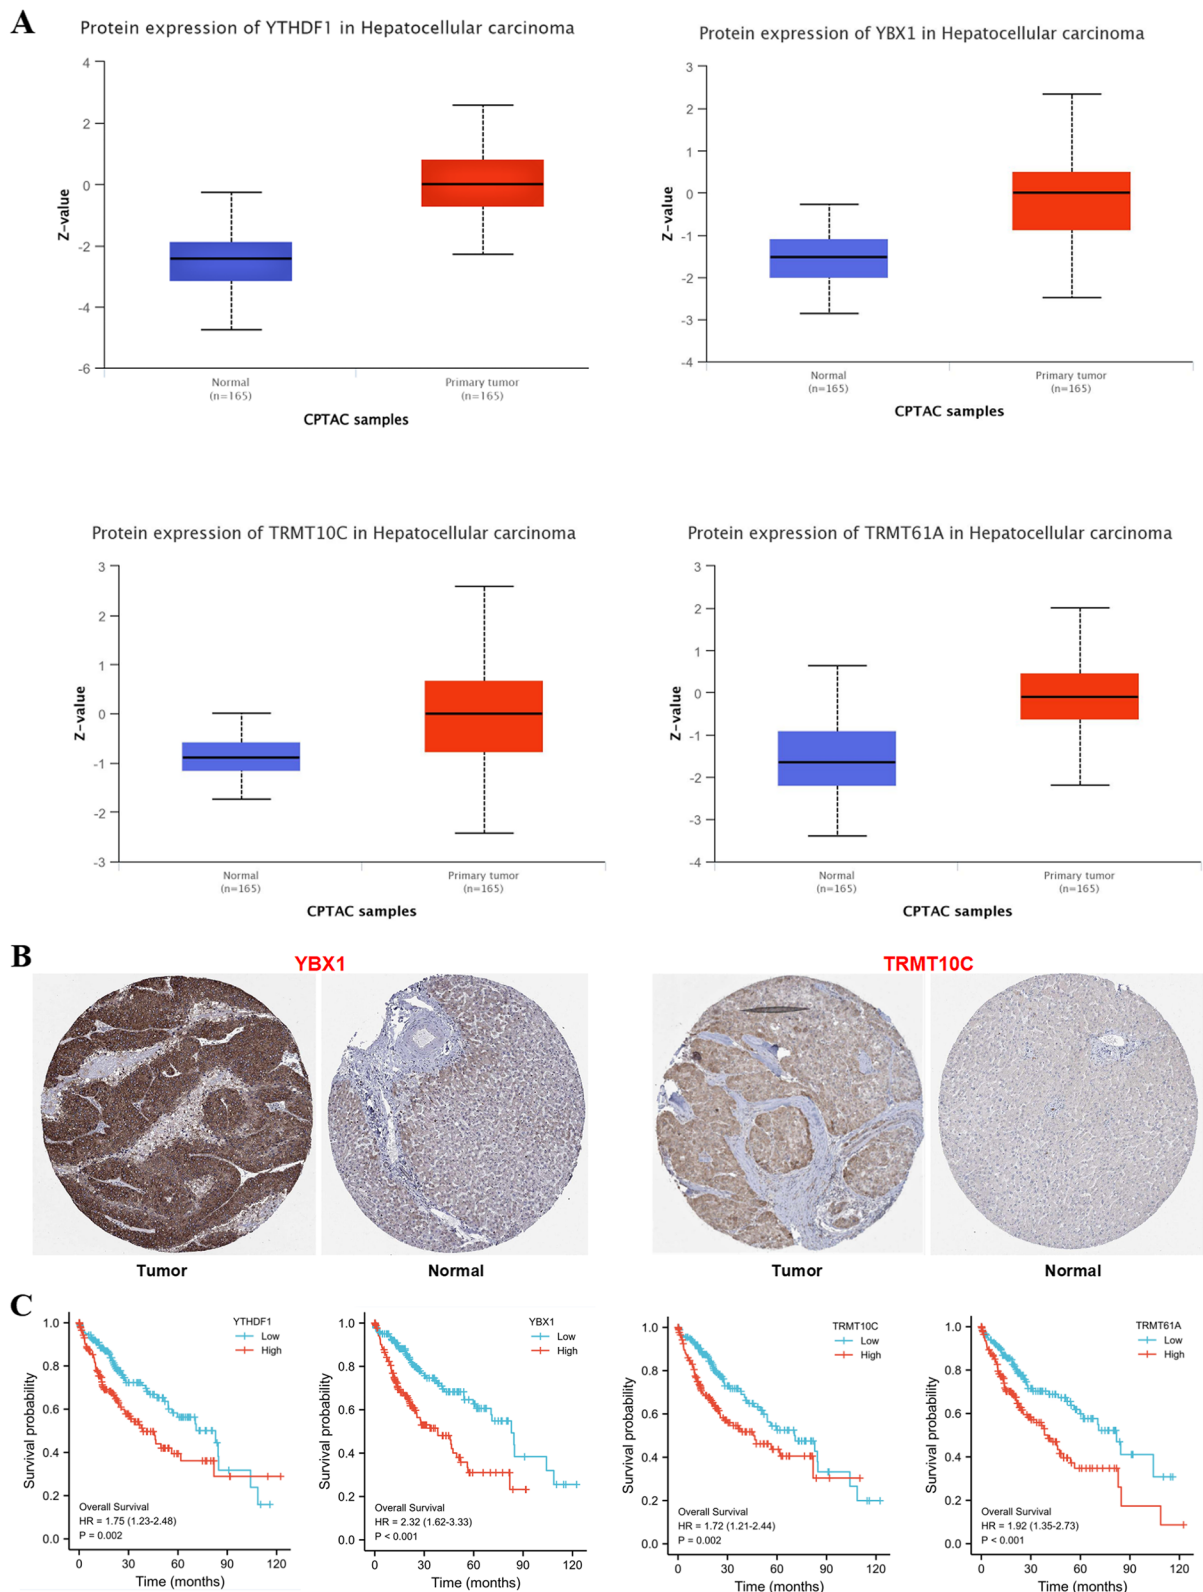 A
Protein expression of YTHDF1 in Hepatocellular carcinoma
4
2
0
-2
-4
-6
Z-value
Normal
(n=165)
Primary tumor
(n=165)
CPTAC samples
Protein expression of YBX1 in Hepatocellular carcinoma
3
2
1
0
-1
-2
-3
-4
Z-value
Normal
(n=165)
Primary tumor
(n=165)
CPTAC samples
Protein expression of TRMT10C in Hepatocellular carcinoma
3
2
1
0
-1
-2
-3
Z-value
Normal
(n=165)
Primary tumor
(n=165)
CPTAC samples
Protein expression of TRMT61A in Hepatocellular carcinoma
3
2
1
0
-1
-2
-3
-4
Z-value
Normal
(n=165)
Primary tumor
(n=165)
CPTAC samples
B
YBX1
Tumor
Normal
TRMT10C
Tumor
Normal
C
YTHDF1
Low
High
1.0
0.8
0.6
0.4
0.2
0.0
Survival probability
Overall Survival
HR = 1.75 (1.23-2.48)
P = 0.002
0 30 60 90 120
Time (months)
YBX1
Low
High
1.0
0.8
0.6
0.4
0.2
0.0
Survival probability
Overall Survival
HR = 2.32 (1.62-3.33)
P < 0.001
0 30 60 90 120
Time (months)
TRMT10C
Low
High
1.0
0.8
0.6
0.4
0.2
0.0
Survival probability
Overall Survival
HR = 1.72 (1.21-2.44)
P = 0.002
0 30 60 90 120
Time (months)
TRMT61A
Low
High
1.0
0.8
0.6
0.4
0.2
0.0
Survival probability
Overall Survival
HR = 1.92 (1.35-2.73)
P < 0.001
0 30 60 90 120
Time (months)